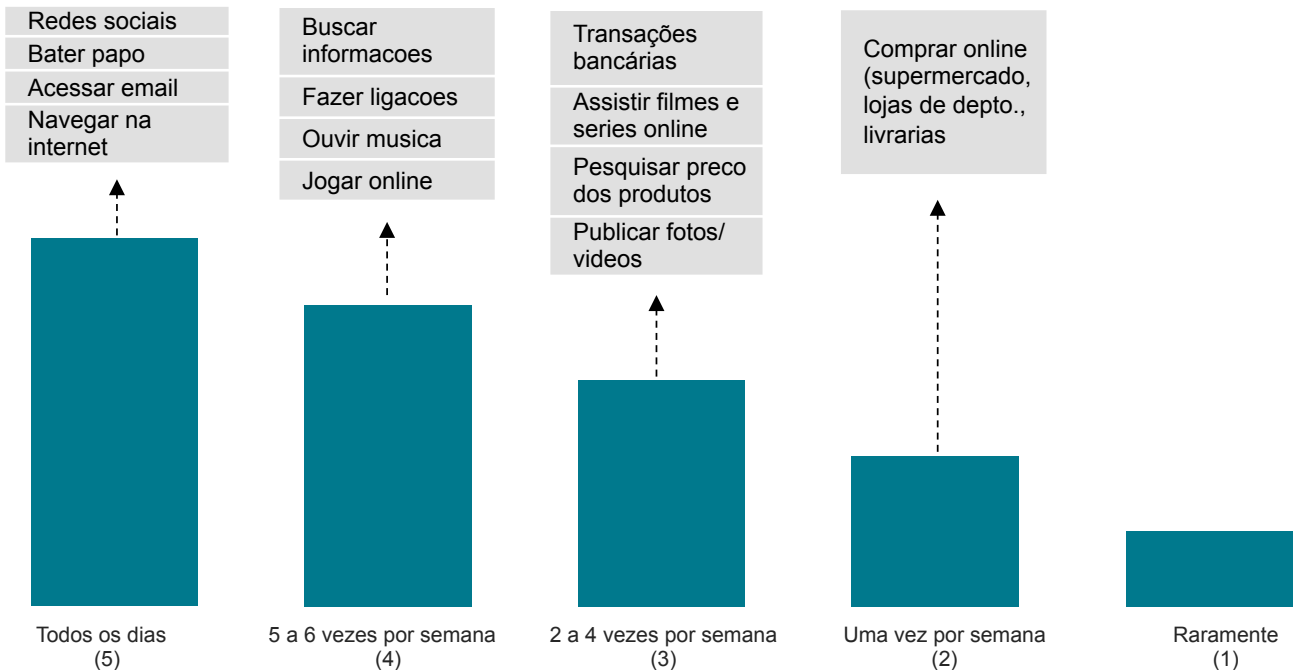 Redes sociais
Bater papo
Acessar email
Navegar na
internet
Buscar
informacoes
Fazer ligacoes
Ouvir musica
Jogar online
Transações
bancárias
Assistir filmes e
series online
Pesquisar preco
dos produtos
Publicar fotos/
videos
Comprar online
(supermercado,
lojas de depto.,
livrarias
Todos os dias
(5)
5 a 6 vezes por semana
(4)
2 a 4 vezes por semana
(3)
Uma vez por semana
(2)
Raramente
(1)